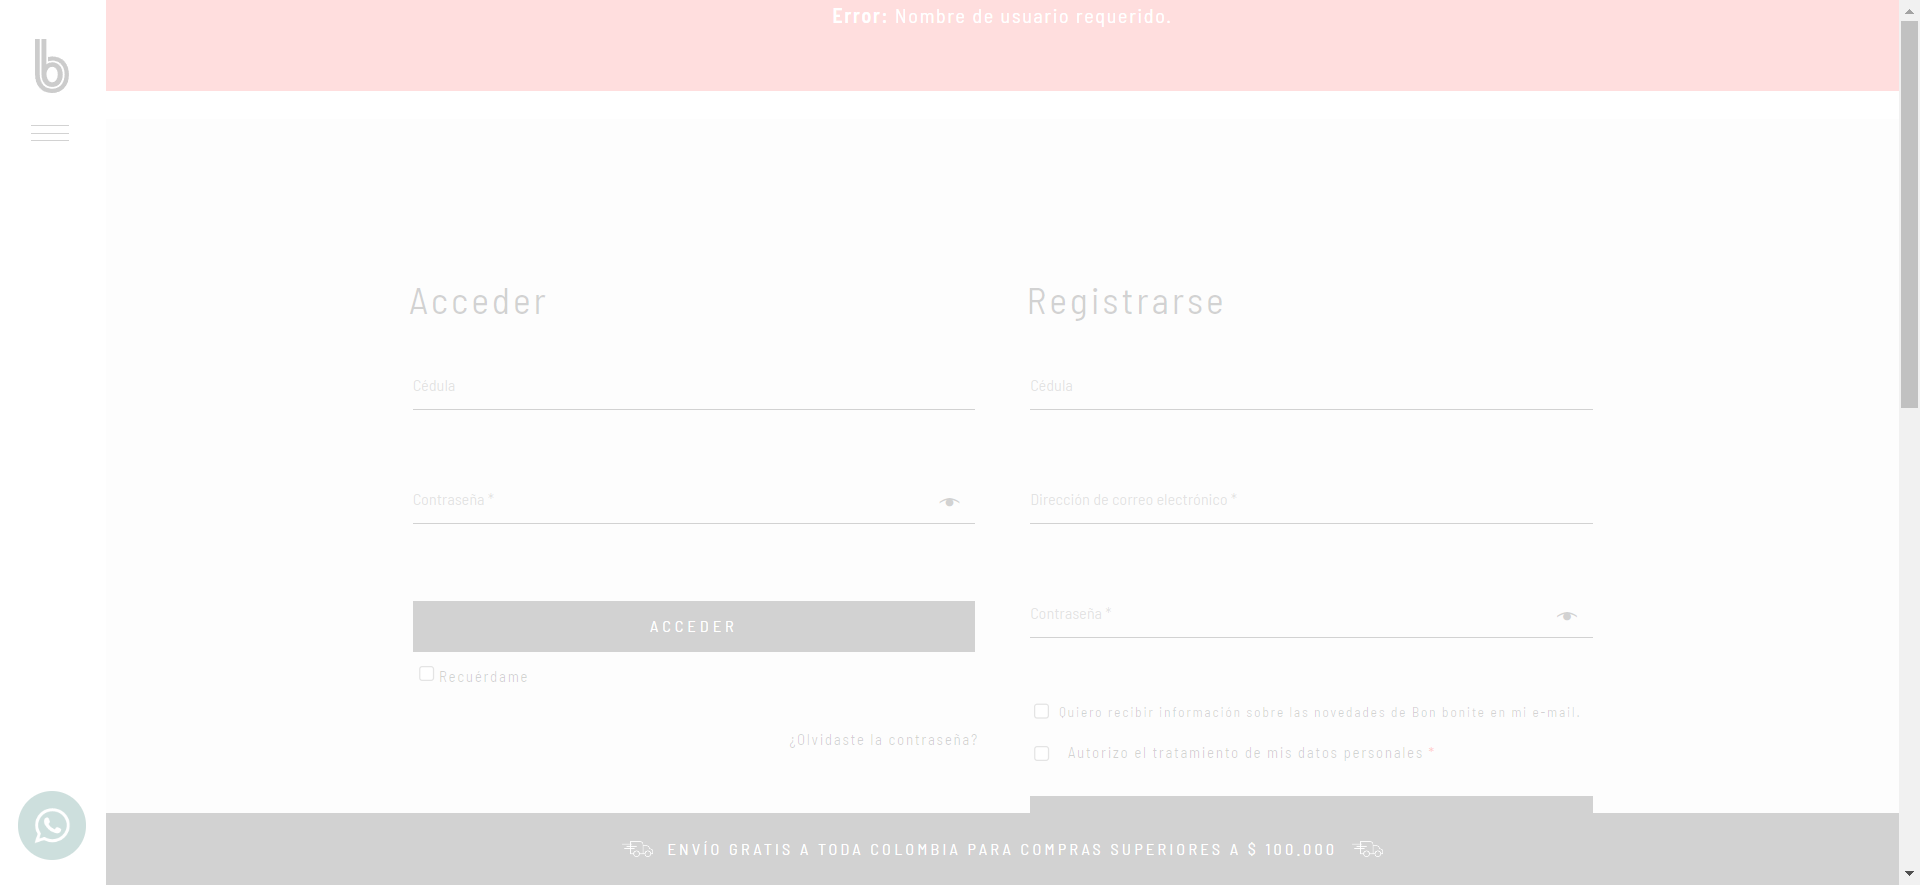 Error: Nombre de usuario requerido.
b
Acceder
Cédula
Contraseña *
ACCEDER
Recuérdame
¿Olvidaste la contraseña?
Registrarse
Cédula
Dirección de correo electrónico *
Contraseña *
Quiero recibir información sobre las novedades de Bon bonite en mi e-mail.
Autorizo el tratamiento de mis datos personales *
ENVÍO GRATIS A TODA COLOMBIA PARA COMPRAS SUPERIORES A $ 100.000